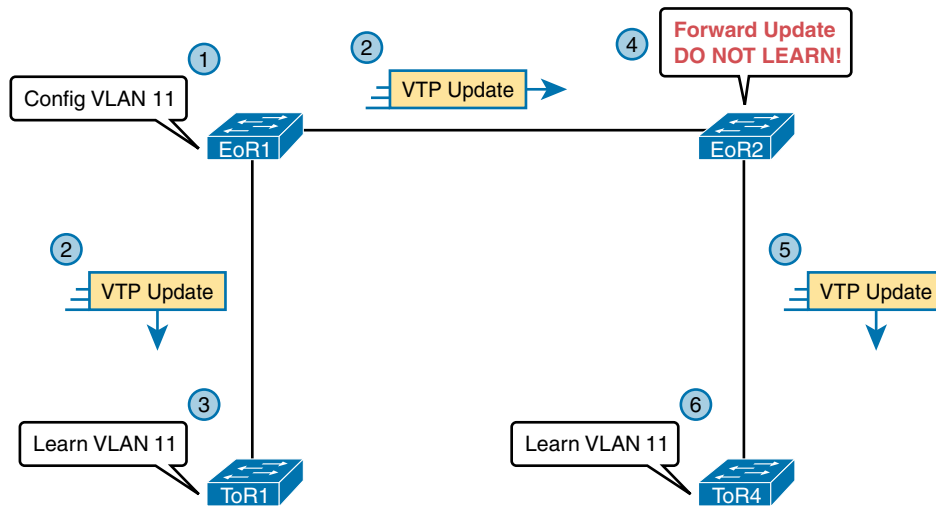 1
Config VLAN 11
EoR1
2
VTP Update
4
Forward Update
DO NOT LEARN!
EoR2
2
VTP Update
5
VTP Update
3
Learn VLAN 11
ToR1
6
Learn VLAN 11
ToR4